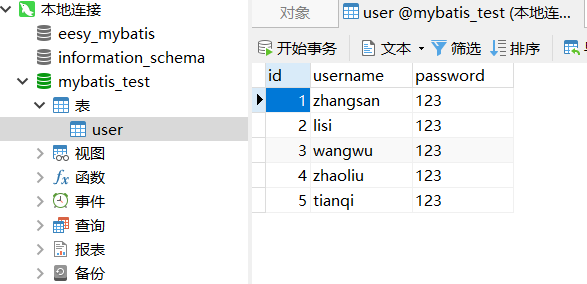 本地连接
eesy_mybatis
information_schema
mybatis_test
表
user
视图
函数
事件
查询
报表
备份
对象
user @mybatis_test (本地连...
开始事务 文本 筛选 排序
id username password
1 zhangsan 123
2 lisi 123
3 wangwu 123
4 zhaoliu 123
5 tianqi 123